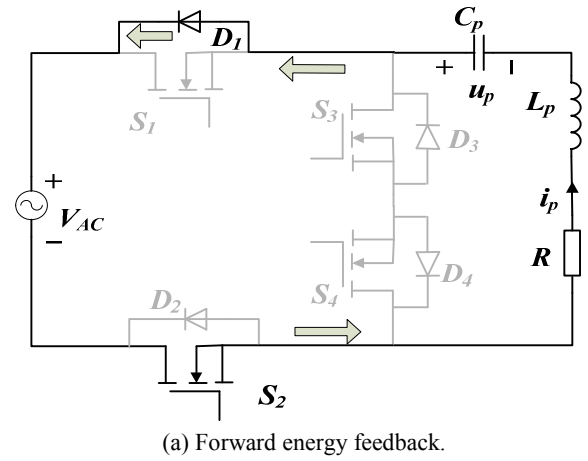 D1
S1
Cp
+ −
up
Lp
S3
D3
+
VAC
−
ip
R
S4
D4
D2
S2
(a) Forward energy feedback.